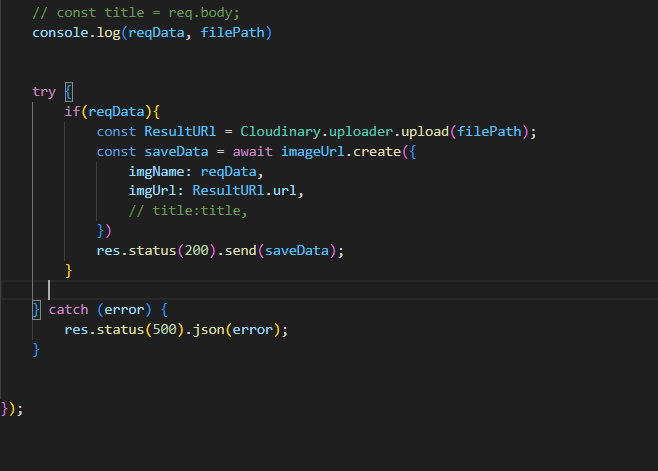 // const title = req.body;
console.log(reqData, filePath)
try {
if(reqData){
const ResultURl = Cloudinary.uploader.upload(filePath);
const saveData = await imageUrl.create({
imgName: reqData,
imgUrl: ResultURl.url,
// title:title,
})
res.status(200).send(saveData);
}
} catch (error) {
res.status(500).json(error);
}
});